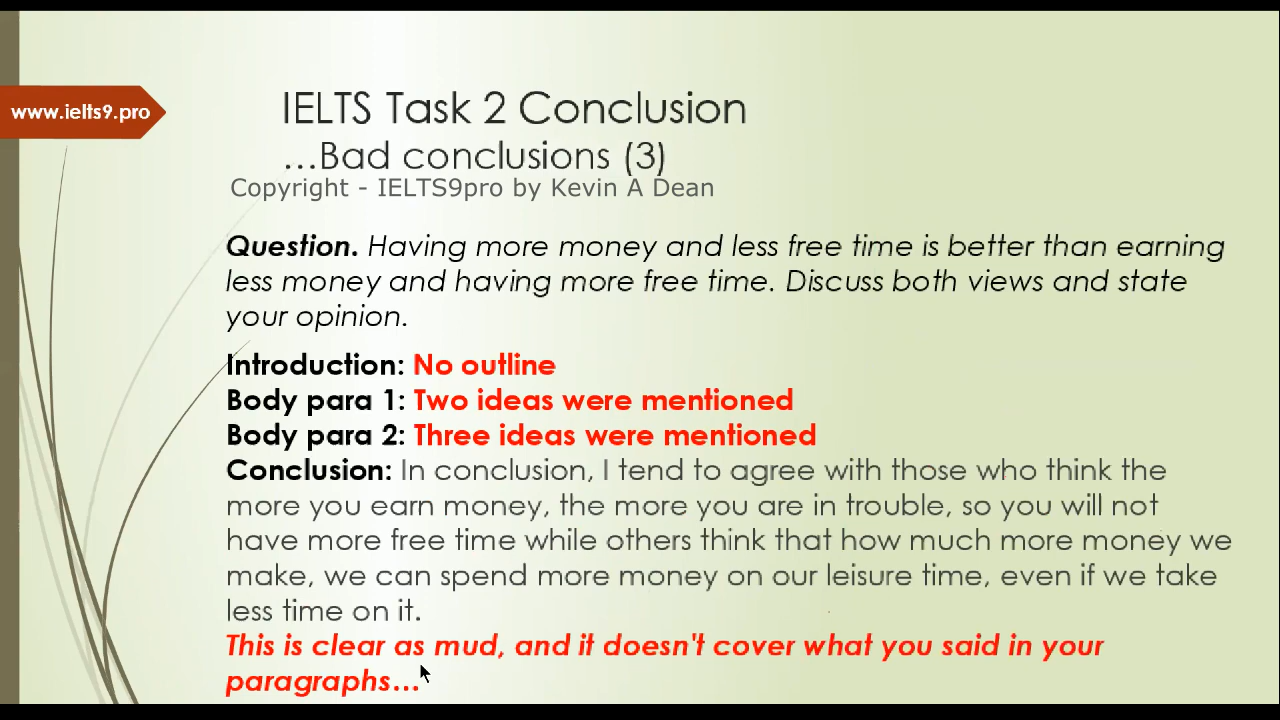 www.ielts9.pro
IELTS Task 2 Conclusion
...Bad conclusions (3)
Copyright - IELTS9pro by Kevin A Dean
Question. Having more money and less free time is better than earning
less money and having more free time. Discuss both views and state
your opinion.
Introduction: No outline
Body para 1: Two ideas were mentioned
Body para 2: Three ideas were mentioned
Conclusion: In conclusion, I tend to agree with those who think the
more you earn money, the more you are in trouble, so you will not
have more free time while others think that how much more money we
make, we can spend more money on our leisure time, even if we take
less time on it.
This is clear as mud, and it doesn't cover what you said in your
paragraphs...